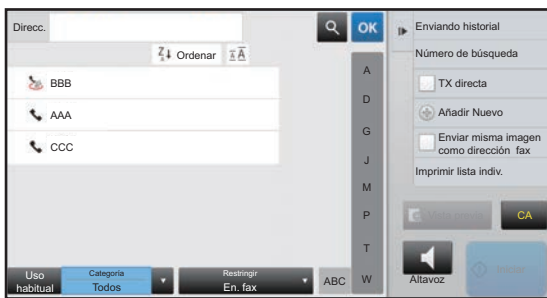 Direcc.
OK
Z↓ Ordenar
A A
BBB
AAA
CCC
A
D
G
J
M
P
T
W
Uso
habitual
Categoría
Todos
Restringir
En. fax
ABC
Enviando historial
Número de búsqueda
TX directa
Añadir Nuevo
Enviar misma imagen
como dirección fax
Imprimir lista indiv.
CA
Altavoz